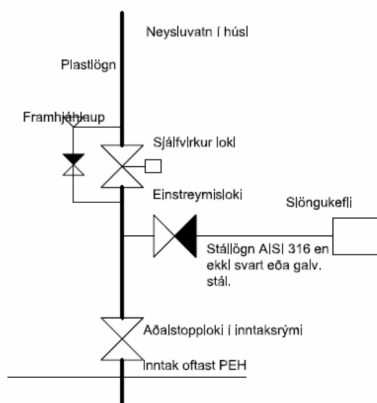 Neysluvatn í húsi
Plastlögn
Framhjáhlaup
Sjálfvirkur loki
Einstreymisloki
Slöngukefli
Stállögn AISI 316 en
ekki svart eða galv.
stál.
Aðalstopploki í inntaksrými
Inntak oftast PEH